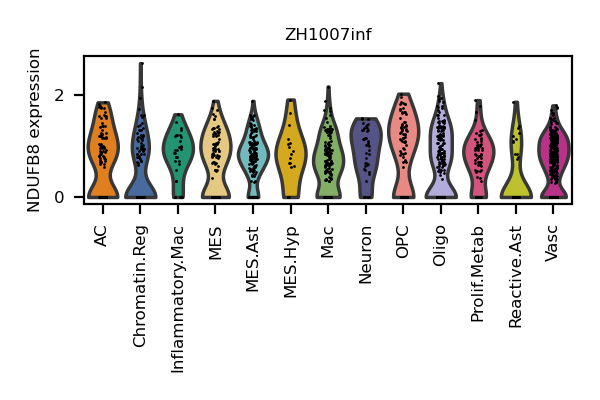 ZH1007inf
NDUFB8 expression
2
0
AC
Chromatin.Reg
Inflammatory.Mac
MES
MES.Ast
MES.Hyp
Mac
Neuron
OPC
Oligo
Prolif.Metab
Reactive.Ast
Vasc